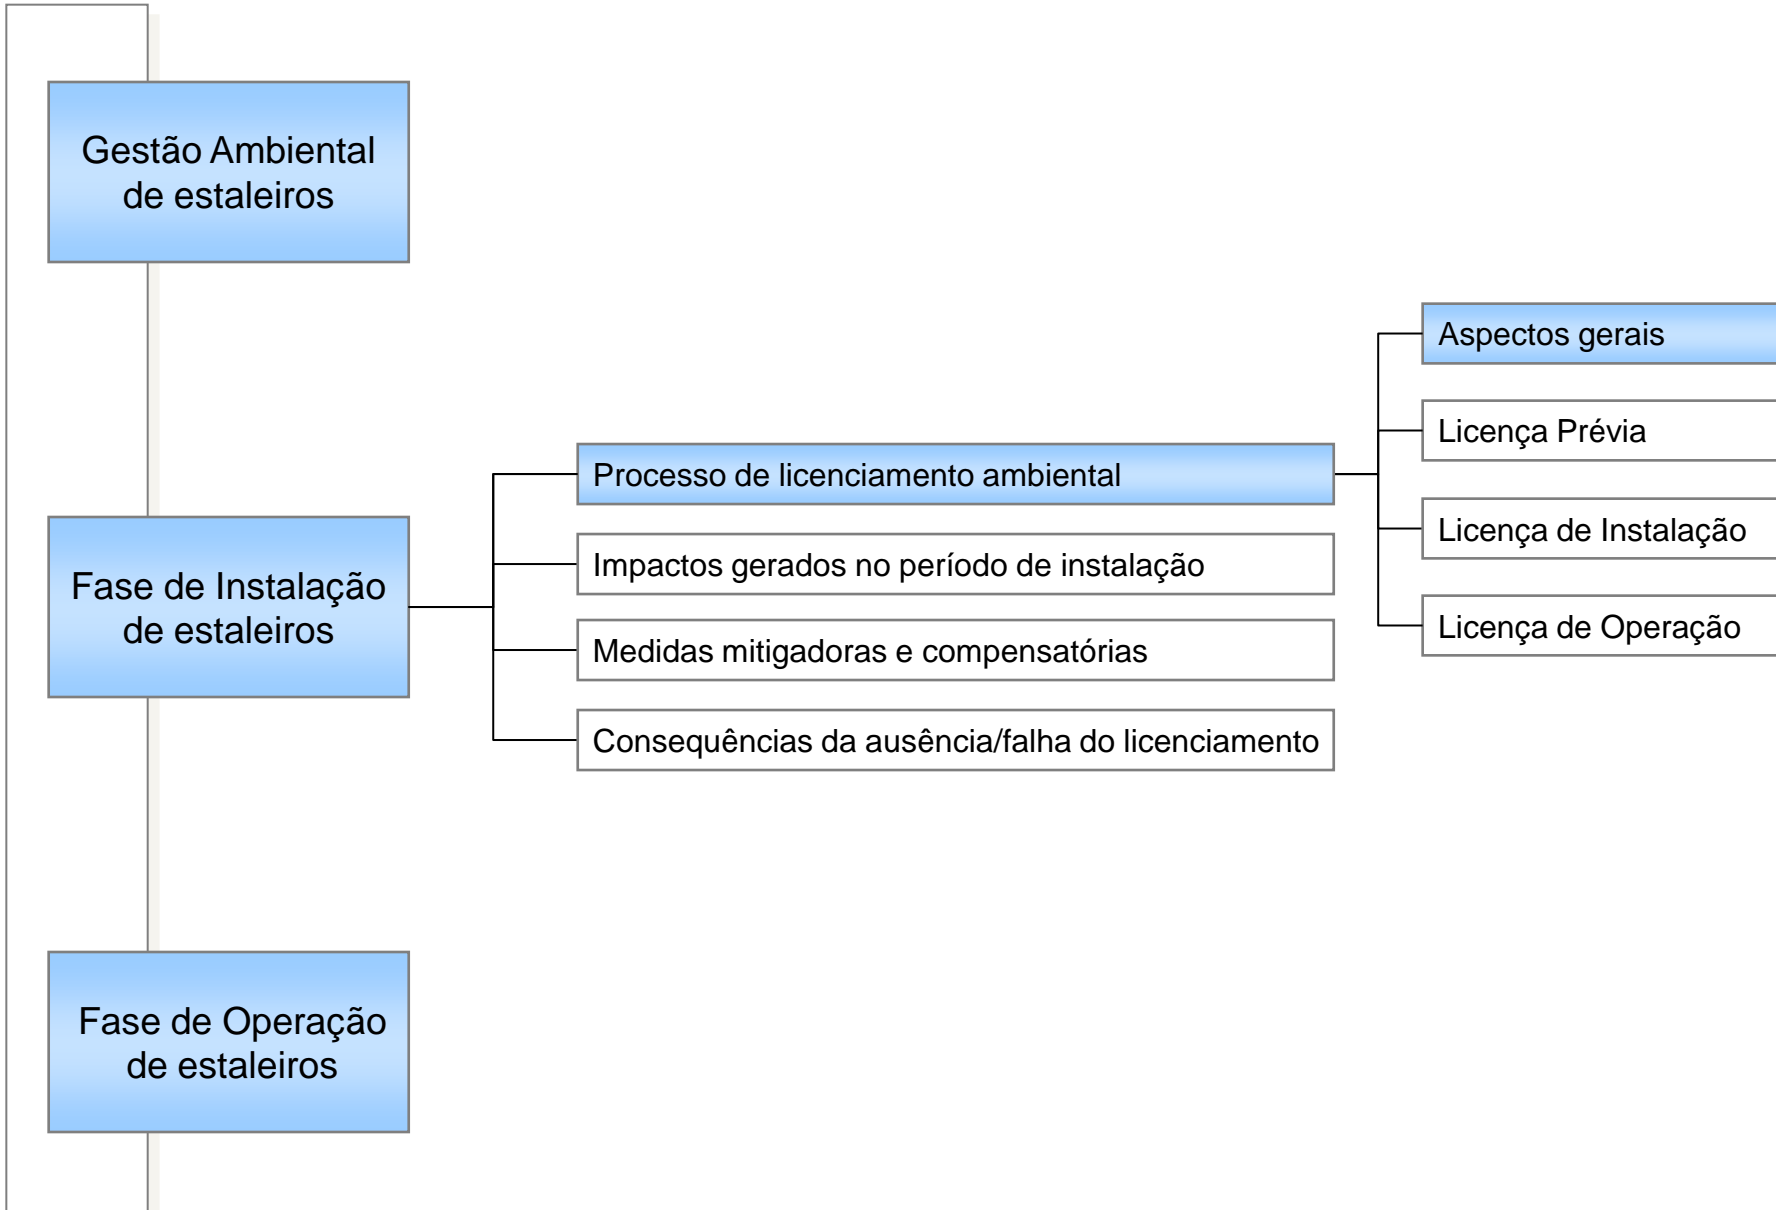 Gestão Ambiental
de estaleiros
Fase de Instalação
de estaleiros
Fase de Operação
de estaleiros
Processo de licenciamento ambiental
Impactos gerados no período de instalação
Medidas mitigadoras e compensatórias
Consequências da ausência/falha do licenciamento
Aspectos gerais
Licença Prévia
Licença de Instalação
Licença de Operação